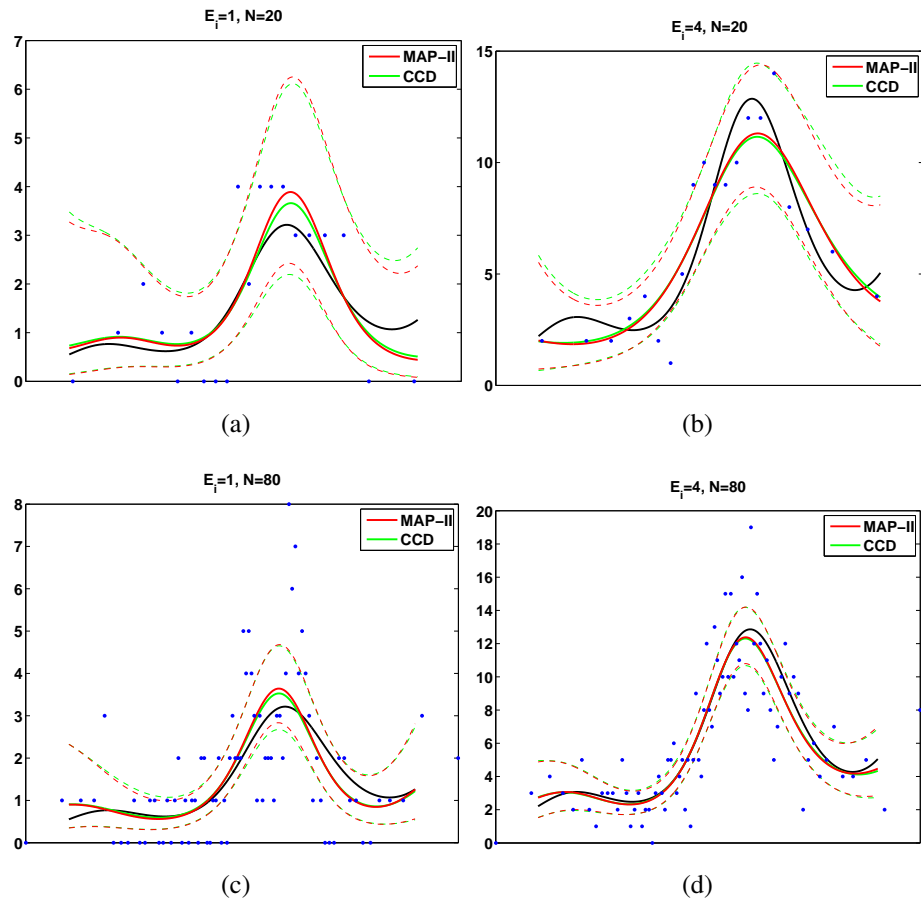 E_i=1, N=20
7
6
5
4
3
2
1
0
MAP-II
CCD
(a)
E_i=4, N=20
15
10
5
0
MAP-II
CCD
(b)
E_i=1, N=80
8
7
6
5
4
3
2
1
0
MAP-II
CCD
(c)
E_i=4, N=80
20
18
16
14
12
10
8
6
4
2
0
MAP-II
CCD
(d)